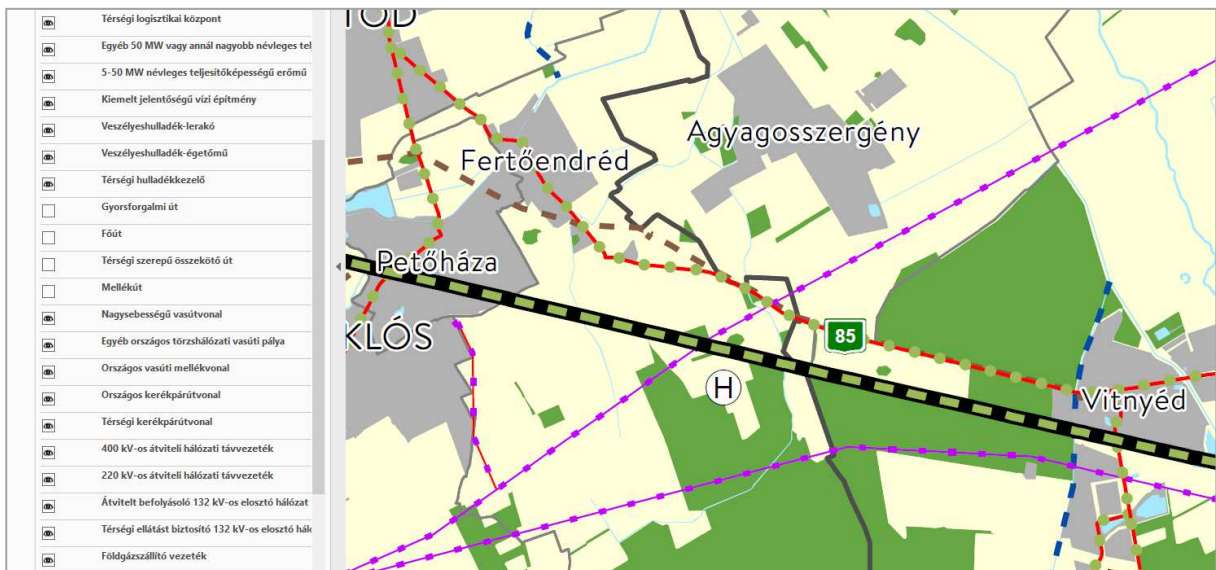 Térségi logisztikai központ
Egyéb 50 MW vagy annál nagyobb névleges tel
5-50 MW névleges teljesítőképességű erőmű
Kiemelt jelentőségű vízi építmény
Veszélyeshulladék-lerakó
Veszélyeshulladék-égetőmű
Térségi hulladékkezelő
Gyorsforgalmi út
Főút
Térségi szerepű összekötő út
Mellékút
Nagysebességű vasútvonal
Egyéb országos törzshálózati vasúti pálya
Országos vasúti mellékvonal
Országos kerékpárútvonal
Térségi kerékpárútvonal
400 kV-os átviteli hálózati távvezeték
220 kV-os átviteli hálózati távvezeték
Átvitelt befolyásoló 132 kV-os elosztó hálózat
Térségi ellátást biztosító 132 kV-os elosztó háló
Földgázszállító vezeték
TÖD
Agyagosszergény
Fertőendréd
Petőháza
KLÓS
85
H
Vitnyéd